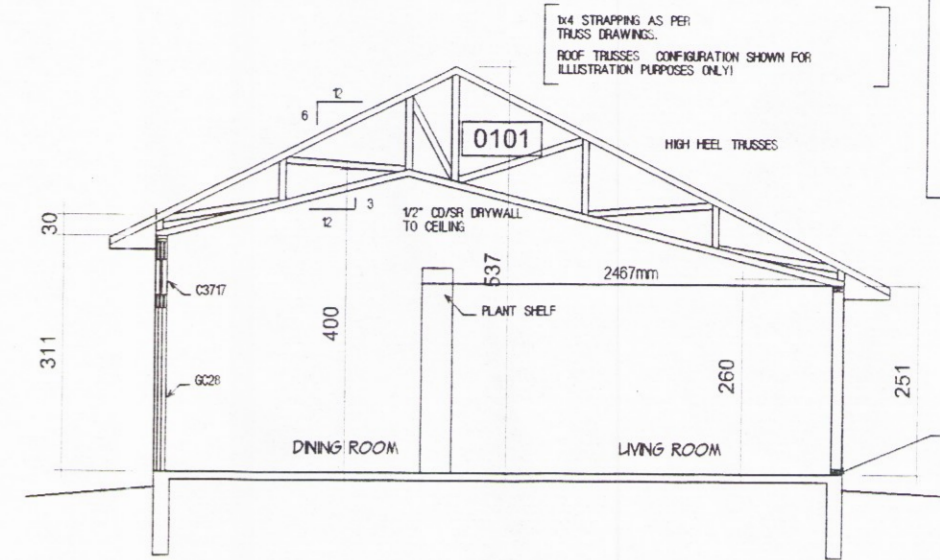 1x4 STRAPPING AS PER
TRUSS DRAWINGS.
ROOF TRUSSES CONFIGURATION SHOWN FOR
ILLUSTRATION PURPOSES ONLY!
12
6
0101
HIGH HEEL TRUSSES
3
12
1/2" CD/SR DRYWALL
TO CEILING
30
537
2467mm
C3717
PLANT SHELF
400
311
260
251
GC28
DINING ROOM
LIVING ROOM